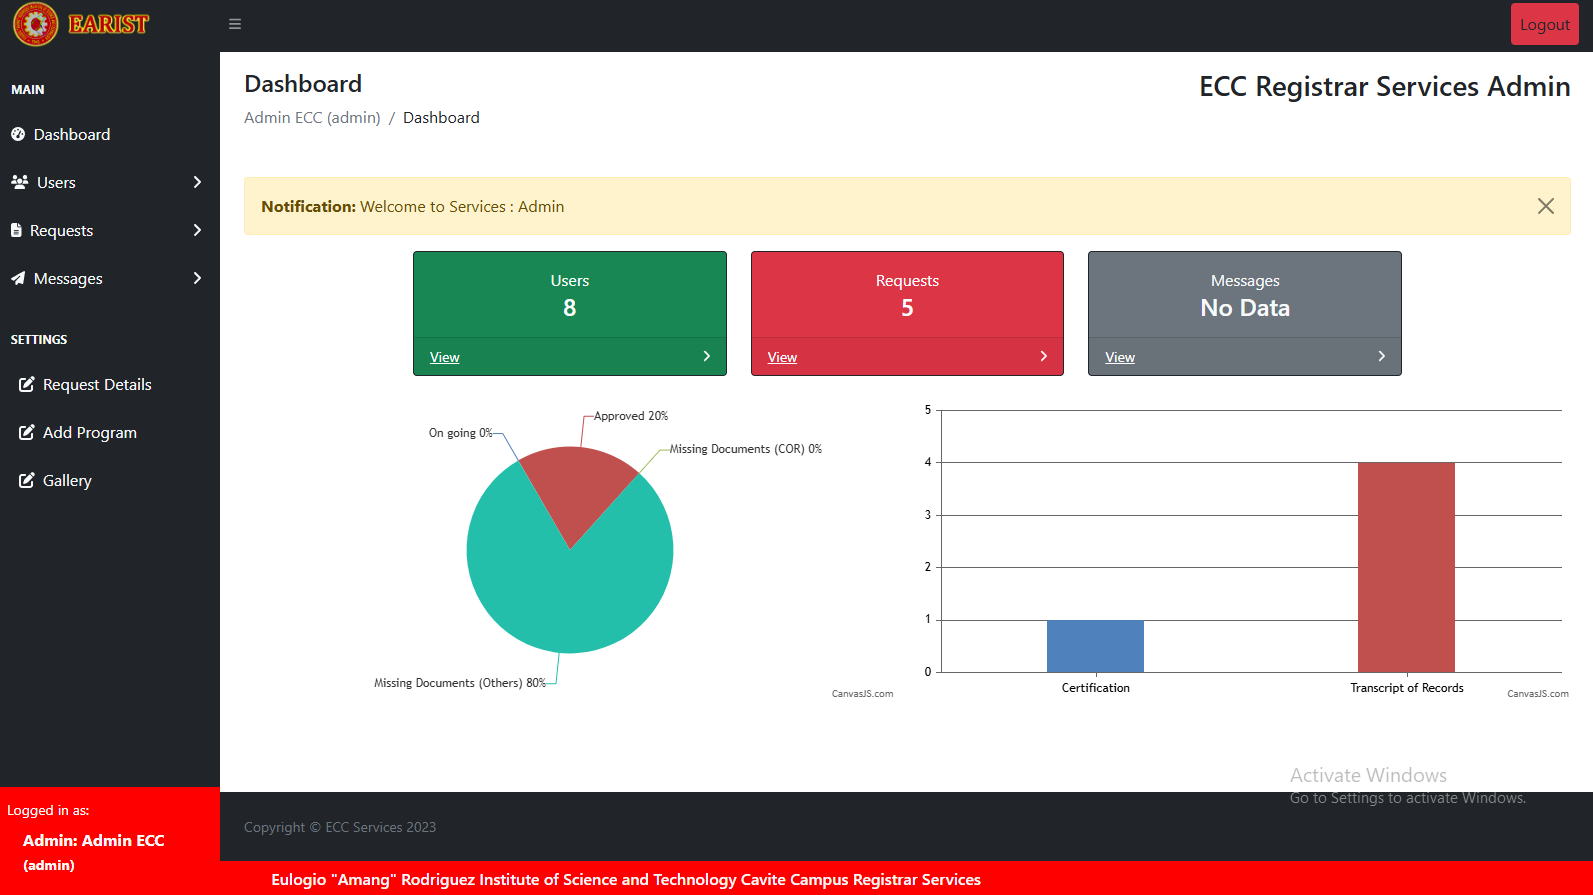 EARIST
Logout
MAIN
Dashboard
Users
Requests
Messages
SETTINGS
Request Details
Add Program
Gallery
Logged in as:
Admin: Admin ECC
(admin)
Dashboard
ECC Registrar Services Admin
Admin ECC (admin) / Dashboard
Notification: Welcome to Services : Admin
Users
8
View
Requests
5
View
Messages
No Data
View
Approved 20%
On going 0%
Missing Documents (COR) 0%
Missing Documents (Others) 80%
CanvasJS.com
5
4
3
2
1
0
Certification
Transcript of Records
CanvasJS.com
Activate Windows
Go to Settings to activate Windows.
Copyright © ECC Services 2023
Eulogio "Amang" Rodriguez Institute of Science and Technology Cavite Campus Registrar Services